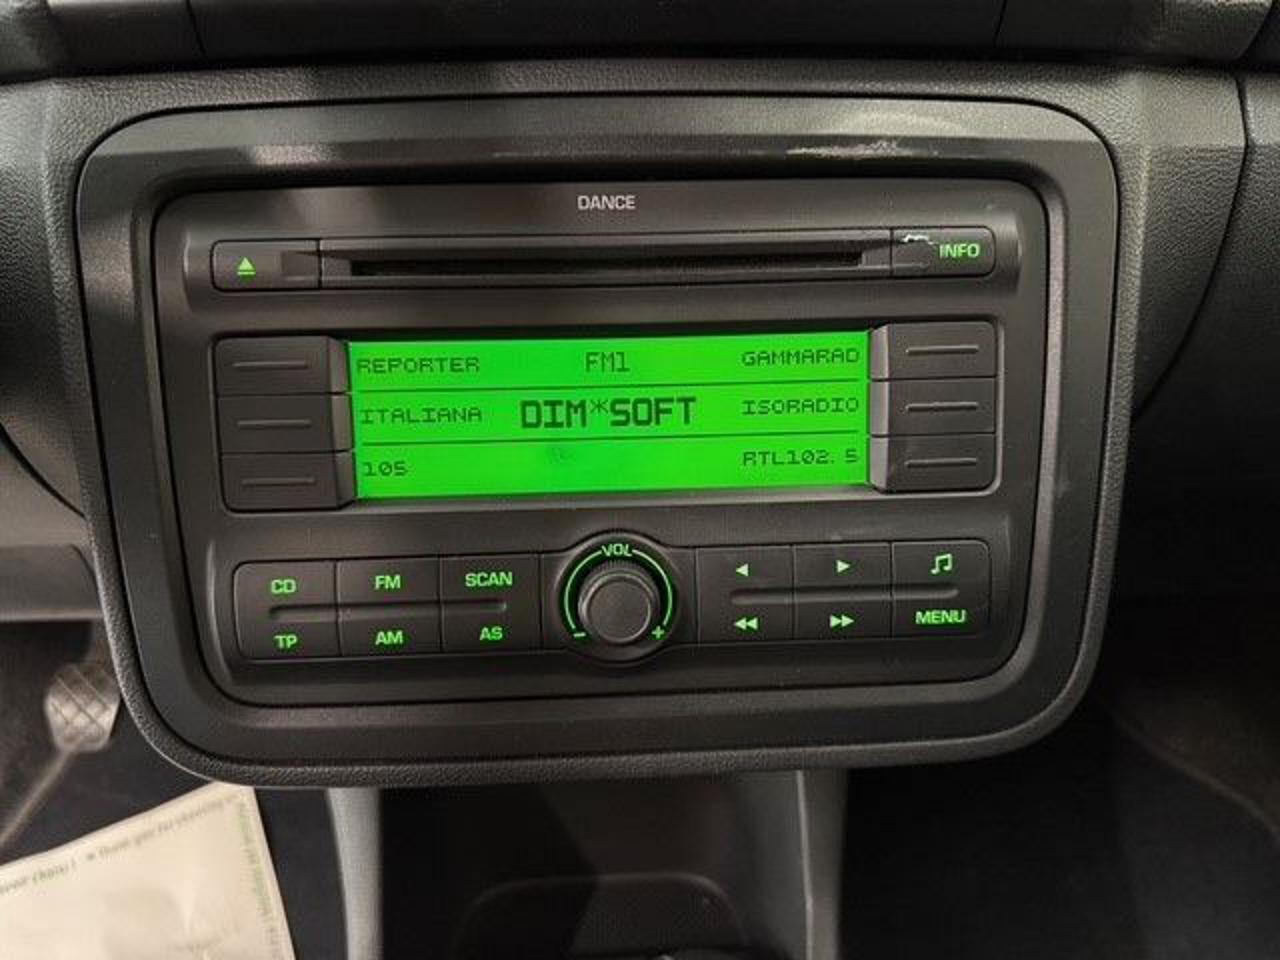 DANCE
INFO
REPORTER FM1 GAMMARAD
ITALIANA DIM*SOFT ISORADIO
105 RTL102.5
VOL
CD FM SCAN
TP AM AS
- +
MENU